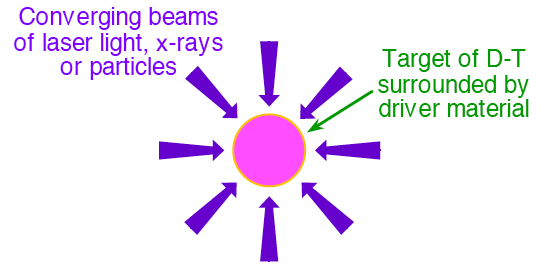 Converging beams
of laser light, x-rays
or particles
Target of D-T
surrounded by
driver material